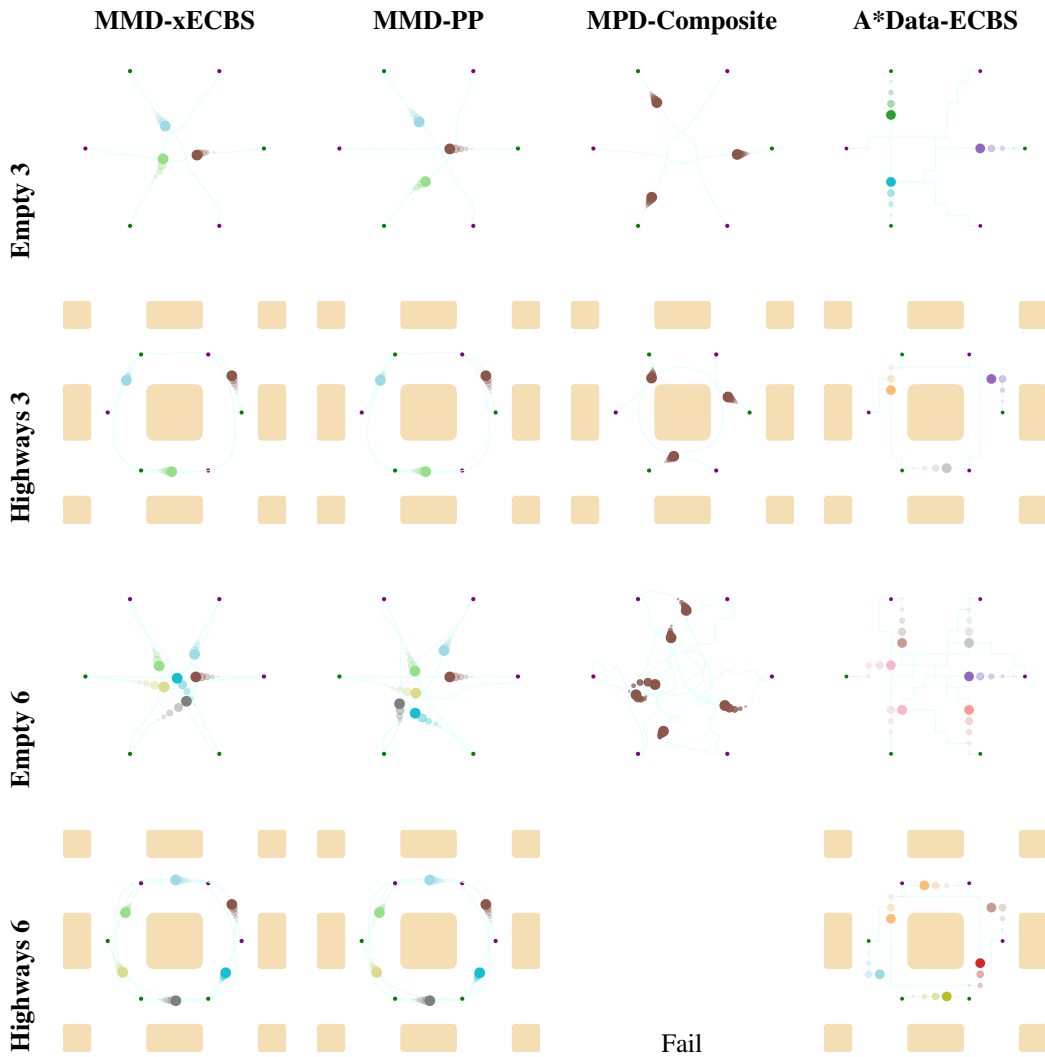 MMD-xECBS
MMD-PP
MPD-Composite
A*Data-ECBS
Empty 3
Highways 3
Empty 6
Highways 6
Fail